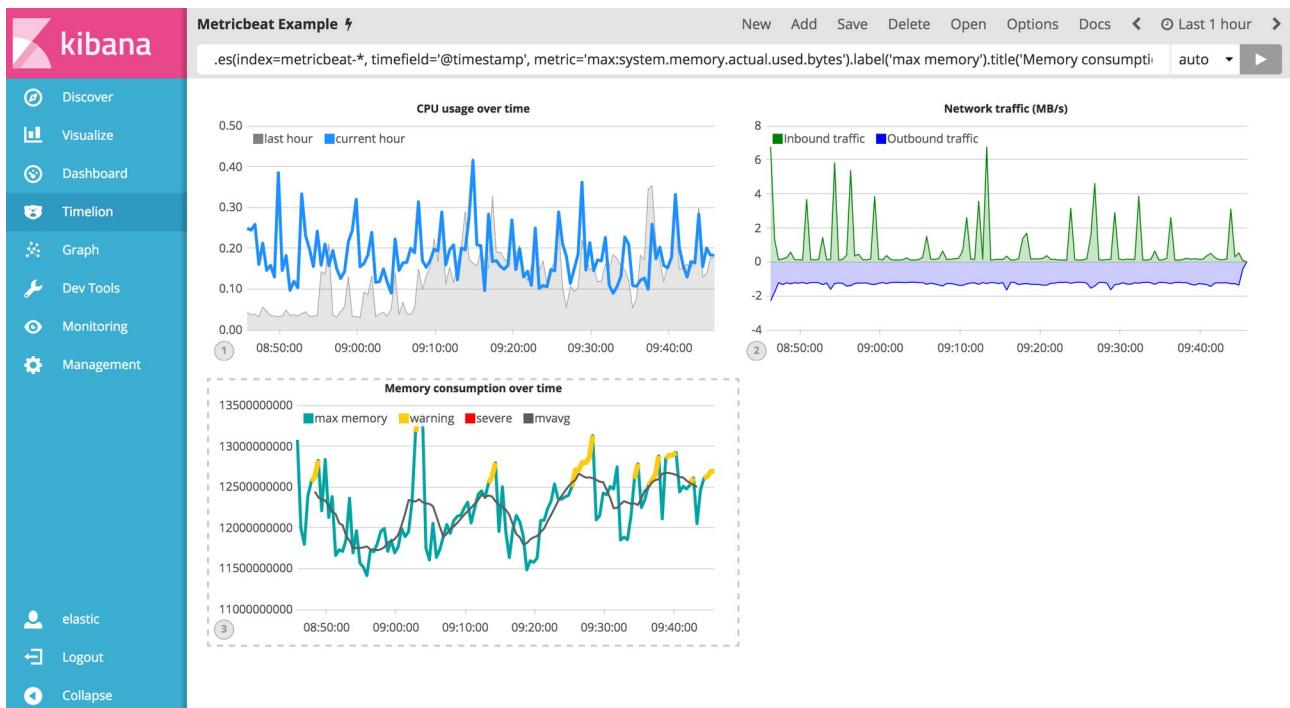 kibana
Discover
Visualize
Dashboard
Timelion
Graph
Dev Tools
Monitoring
Management
elastic
Logout
Collapse
Metricbeat Example
New Add Save Delete Open Options Docs Last 1 hour
.es(index=metricbeat-*, timefield='@timestamp', metric='max:system.memory.actual.used.bytes').label('max memory').title('Memory consumpti auto
CPU usage over time
last hour current hour
0.50
0.40
0.30
0.20
0.10
0.00
1 08:50:00 09:00:00 09:10:00 09:20:00 09:30:00 09:40:00
Network traffic (MB/s)
Inbound traffic Outbound traffic
8
6
4
2
0
-2
-4
2 08:50:00 09:00:00 09:10:00 09:20:00 09:30:00 09:40:00
Memory consumption over time
max memory warning severe mvavg
13500000000
13000000000
12500000000
12000000000
11500000000
11000000000
3 08:50:00 09:00:00 09:10:00 09:20:00 09:30:00 09:40:00